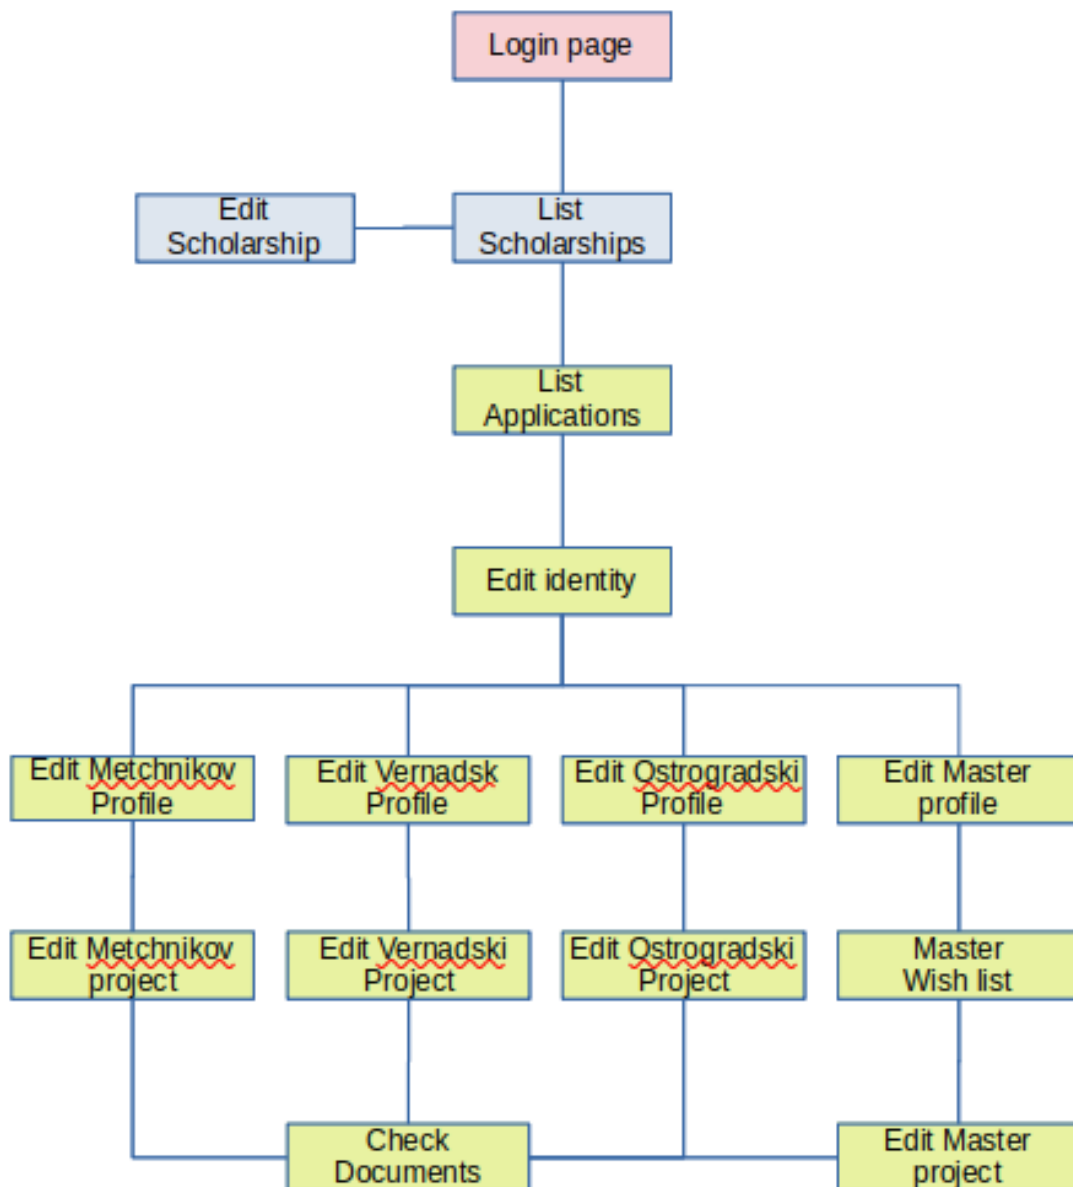 Login page
Edit
Scholarship
List
Scholarships
List
Applications
Edit identity
Edit Metchnikov
Profile
Edit Vernadsk
Profile
Edit Ostrogradski
Profile
Edit Master
profile
Edit Metchnikov
project
Edit Vernadski
Project
Edit Ostrogradski
Project
Master
Wish list
Check
Documents
Edit Master
project